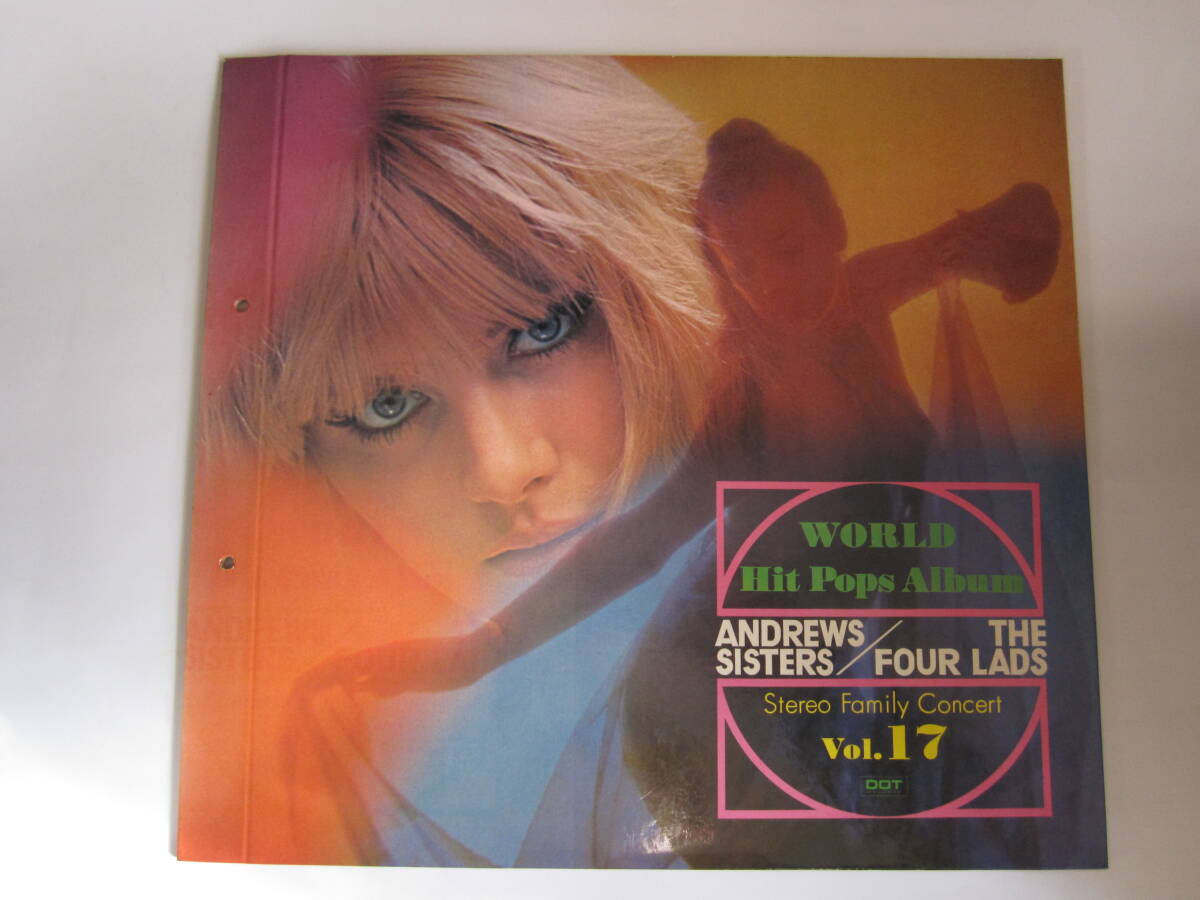 WORLD
Hit Pops Album
ANDREWS SISTERS / THE FOUR LADS
Stereo Family Concert
Vol. 17
DOT